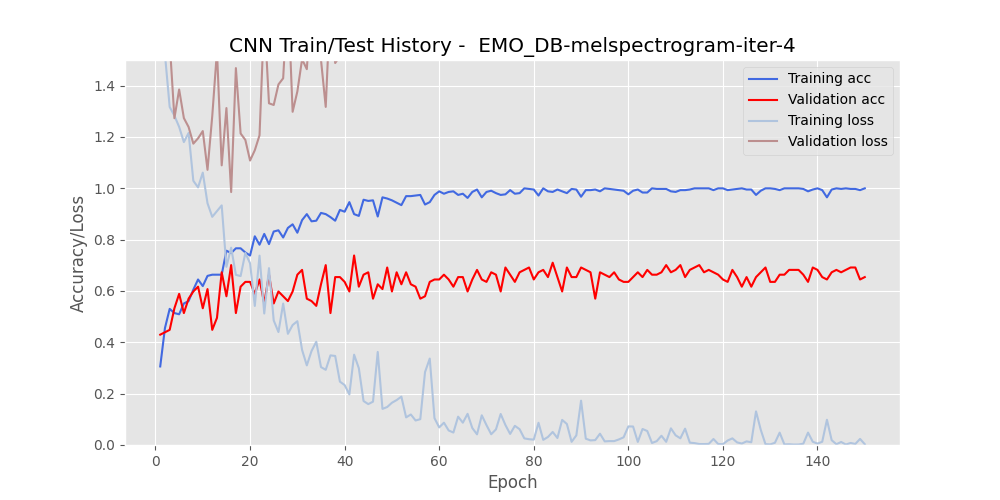 CNN Train/Test History -  EMO_DB-melspectrogram-iter-4
Training acc
Validation acc
Training loss
Validation loss
Accuracy/Loss
1.4
1.2
1.0
0.8
0.6
0.4
0.2
0.0
0 20 40 60 80 100 120 140
Epoch